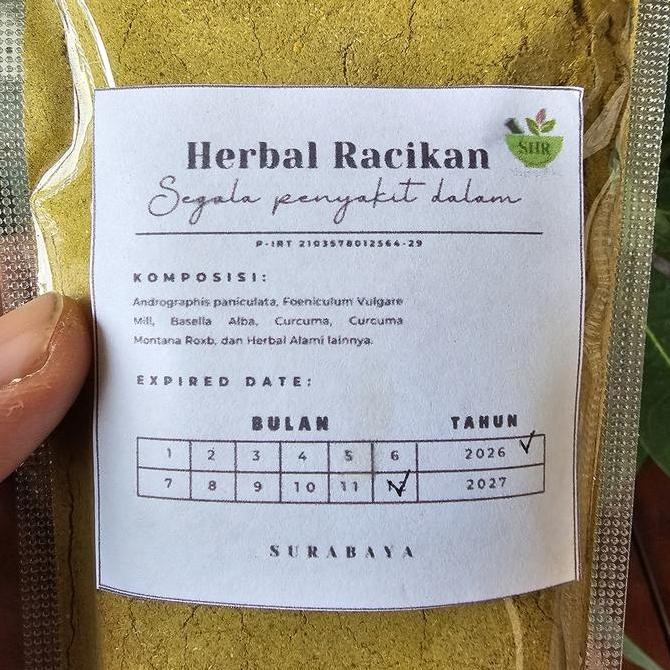 Herbal Racikan
SHR
Segala penyakit dalam
P-IRT 2103578012564-29
KOMPOSISI:
Andrographis paniculata, Foeniculum Vulgare
Mill, Basella Alba, Curcuma, Curcuma
Montana Roxb, dan Herbal Alami lainnya.
EXPIRED DATE:
BULAN TAHUN
1 2 3 4 5 6 2026 ✓
7 8 9 10 11 12 ✓ 2027
SURABAYA